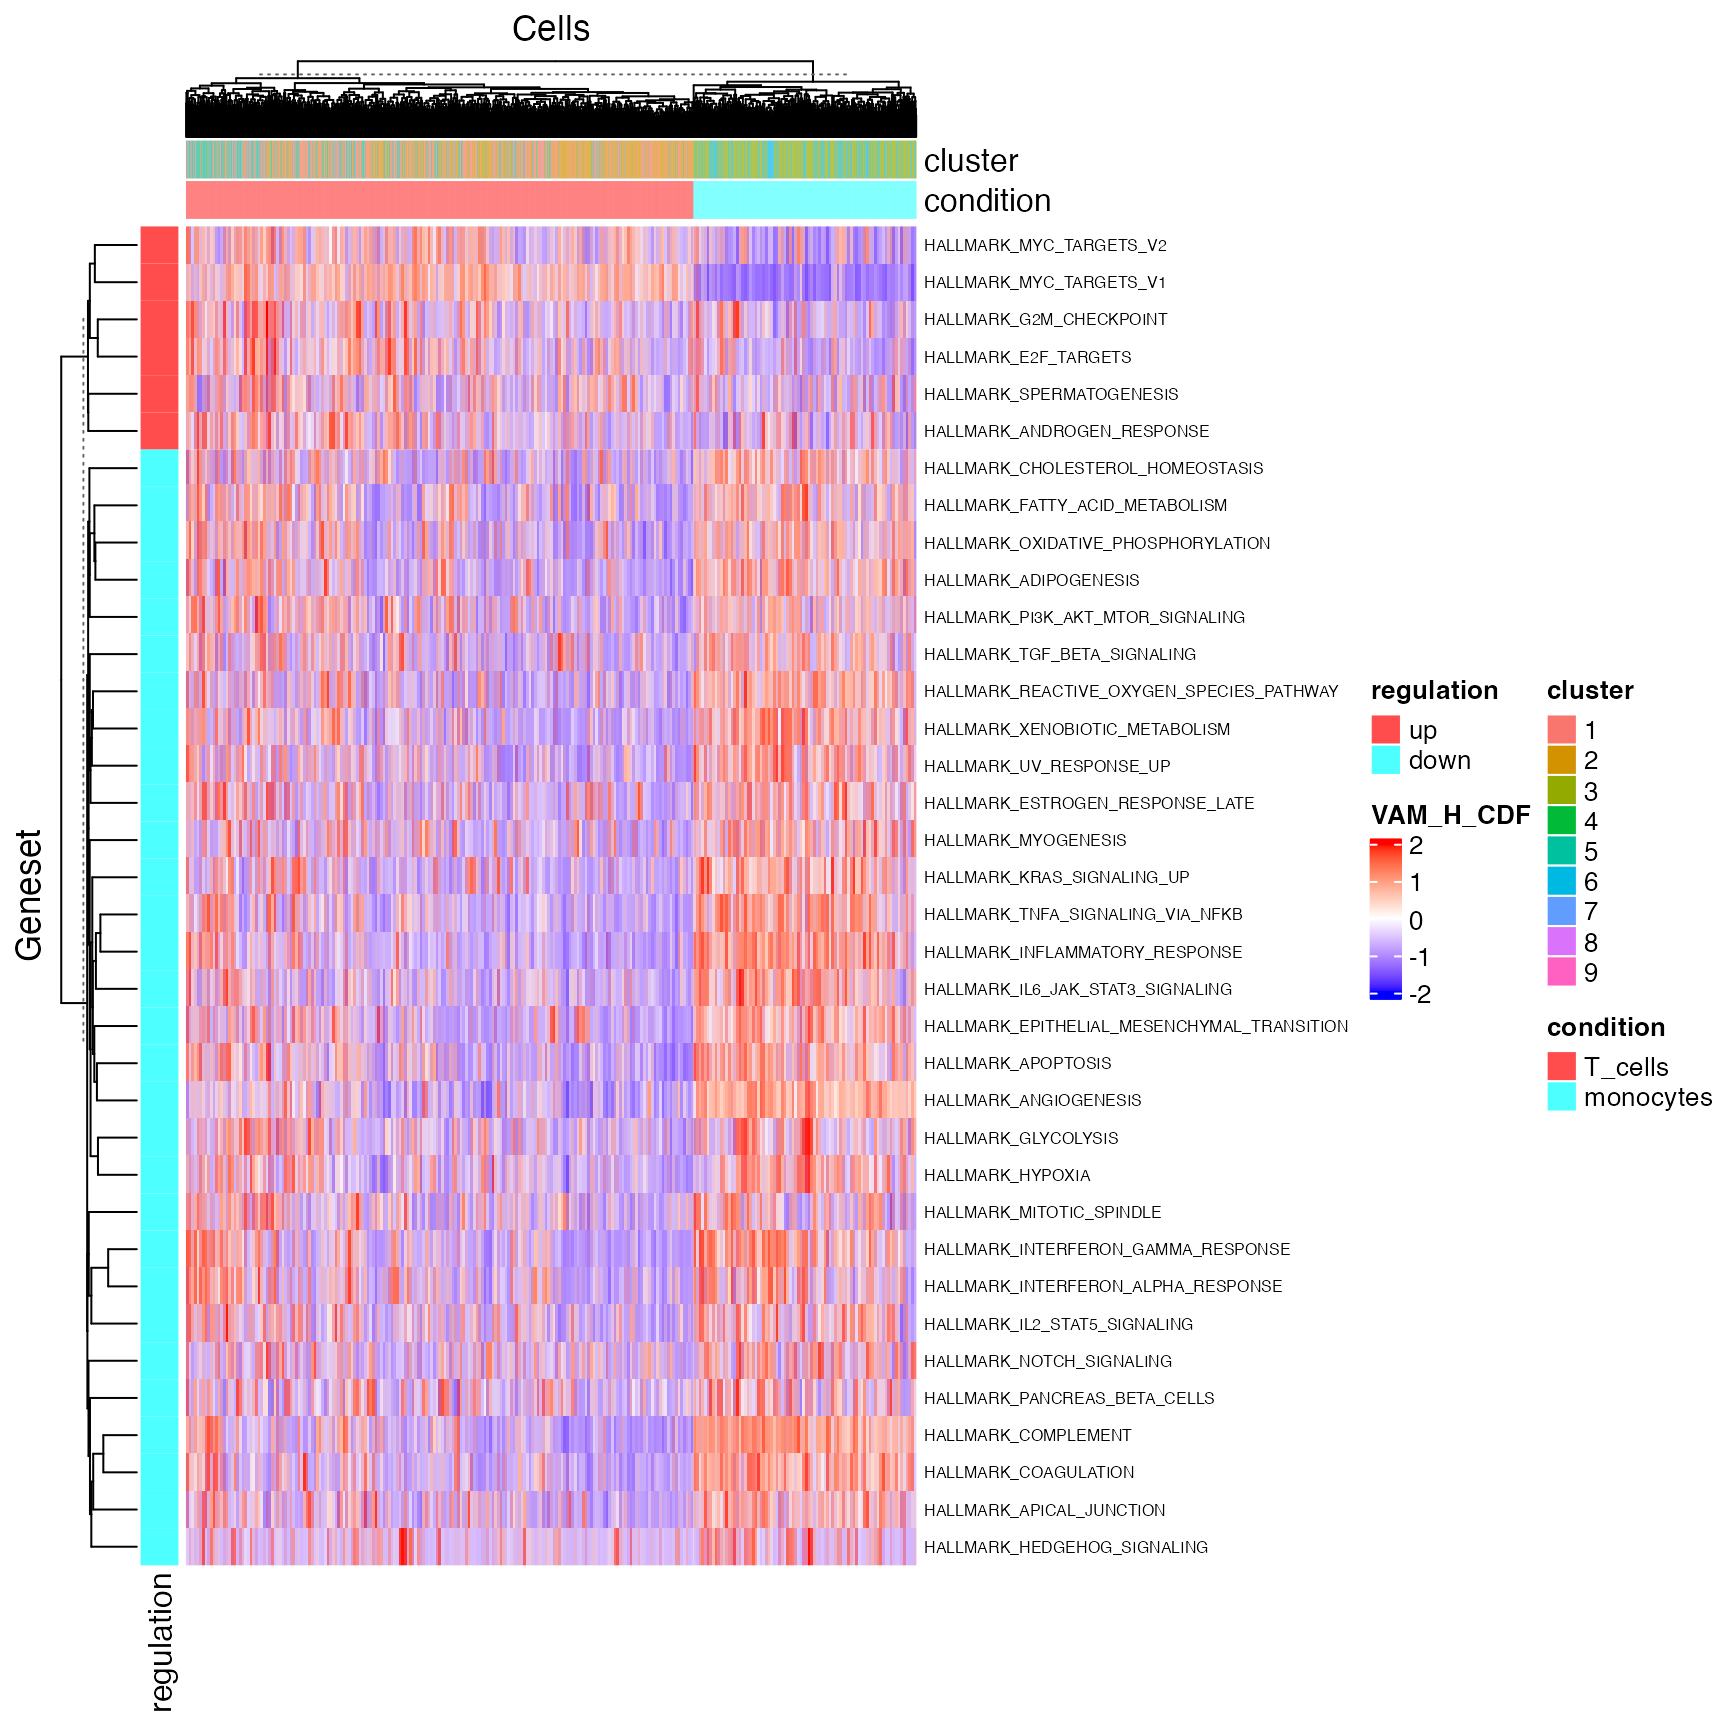 Cells
cluster
condition
HALLMARK_MYC_TARGETS_V2
HALLMARK_MYC_TARGETS_V1
HALLMARK_G2M_CHECKPOINT
HALLMARK_E2F_TARGETS
HALLMARK_SPERMATOGENESIS
HALLMARK_ANDROGEN_RESPONSE
HALLMARK_CHOLESTEROL_HOMEOSTASIS
HALLMARK_FATTY_ACID_METABOLISM
HALLMARK_OXIDATIVE_PHOSPHORYLATION
HALLMARK_ADIPOGENESIS
HALLMARK_PI3K_AKT_MTOR_SIGNALING
HALLMARK_TGF_BETA_SIGNALING
HALLMARK_REACTIVE_OXYGEN_SPECIES_PATHWAY
HALLMARK_XENOBIOTIC_METABOLISM
HALLMARK_UV_RESPONSE_UP
HALLMARK_ESTROGEN_RESPONSE_LATE
HALLMARK_MYOGENESIS
HALLMARK_KRAS_SIGNALING_UP
HALLMARK_TNFA_SIGNALING_VIA_NFKB
HALLMARK_INFLAMMATORY_RESPONSE
HALLMARK_IL6_JAK_STAT3_SIGNALING
HALLMARK_EPITHELIAL_MESENCHYMAL_TRANSITION
HALLMARK_APOPTOSIS
HALLMARK_ANGIOGENESIS
HALLMARK_GLYCOLYSIS
HALLMARK_HYPOXIA
HALLMARK_MITOTIC_SPINDLE
HALLMARK_INTERFERON_GAMMA_RESPONSE
HALLMARK_INTERFERON_ALPHA_RESPONSE
HALLMARK_IL2_STAT5_SIGNALING
HALLMARK_NOTCH_SIGNALING
HALLMARK_PANCREAS_BETA_CELLS
HALLMARK_COMPLEMENT
HALLMARK_COAGULATION
HALLMARK_APICAL_JUNCTION
HALLMARK_HEDGEHOG_SIGNALING
Geneset
regulation
regulation
up
down
VAM_H_CDF
2
1
0
-1
-2
cluster
1
2
3
4
5
6
7
8
9
condition
T_cells
monocytes